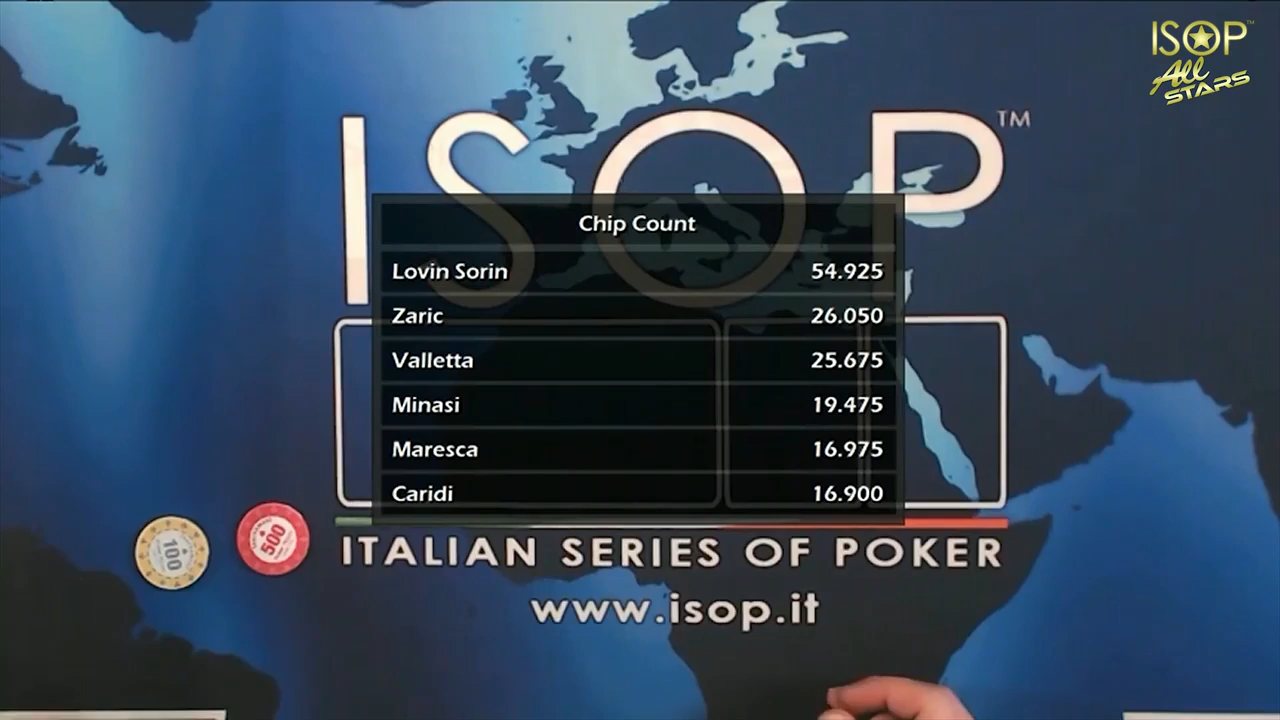 ISOP™
All
STARS
ISOP™
Chip Count
Lovin Sorin 54.925
Zaric 26.050
Valletta 25.675
Minasi 19.475
Maresca 16.975
Caridi 16.900
100
500
ITALIAN SERIES OF POKER
www.isop.it